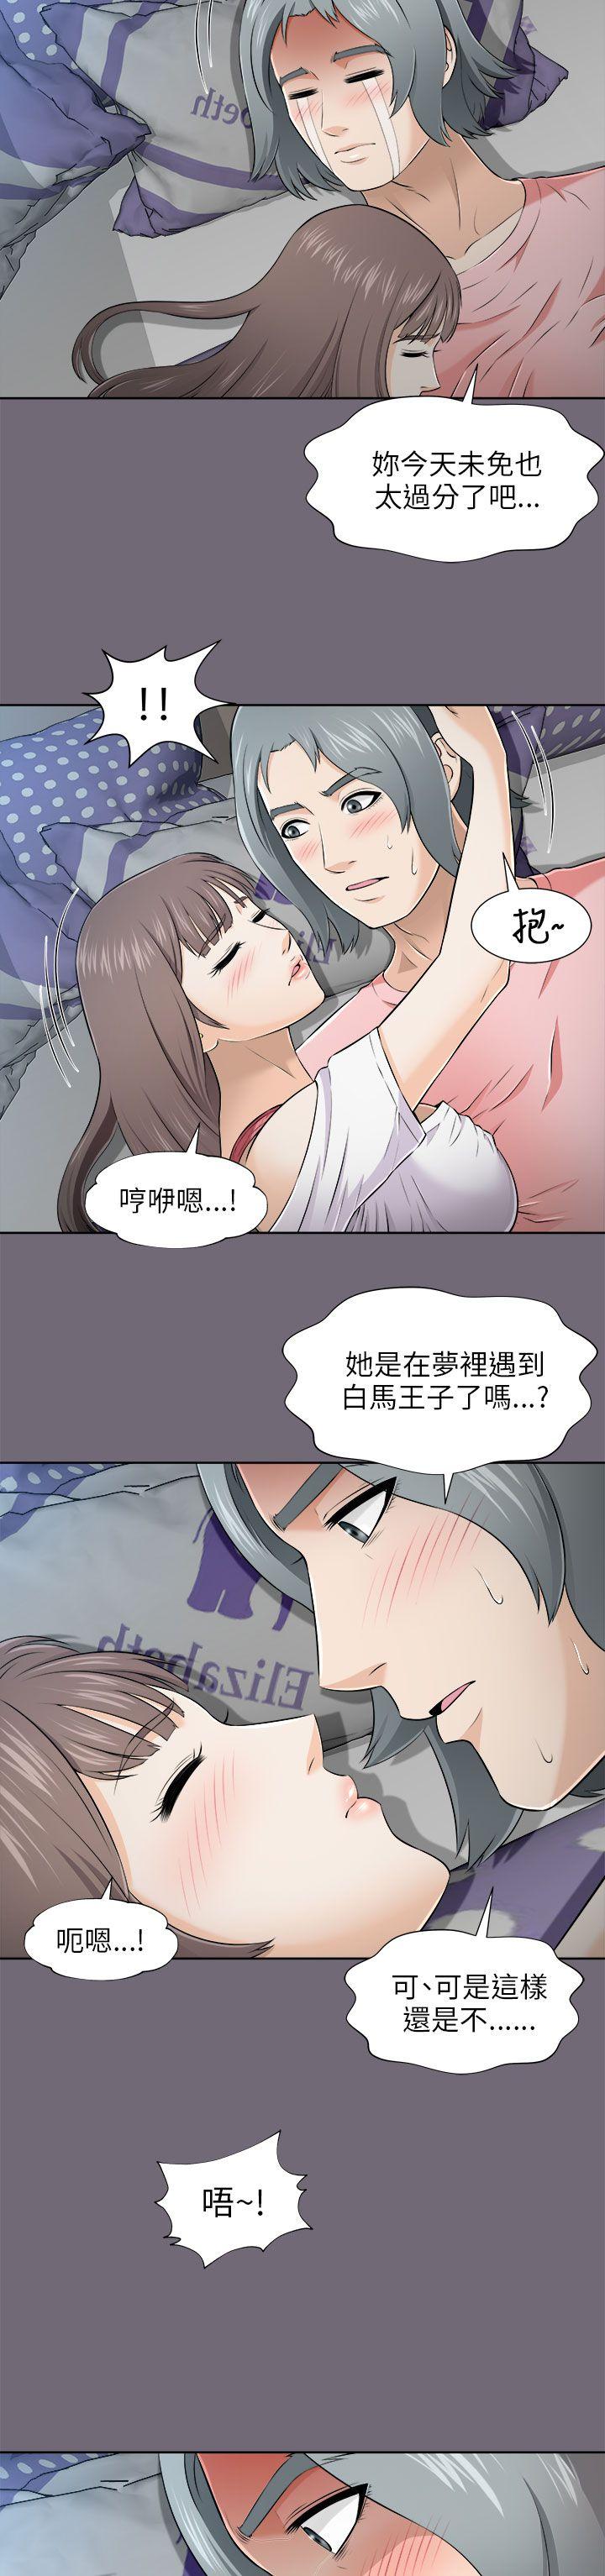 Elizabeth
妳今天未免也
太過分了吧...
!!
抱~
Eliz
哼咿嗯...!
她是在夢裡遇到
白馬王子了嗎...?
Elizabeth
呃嗯...!
可、可是這樣
還是不......
唔~!